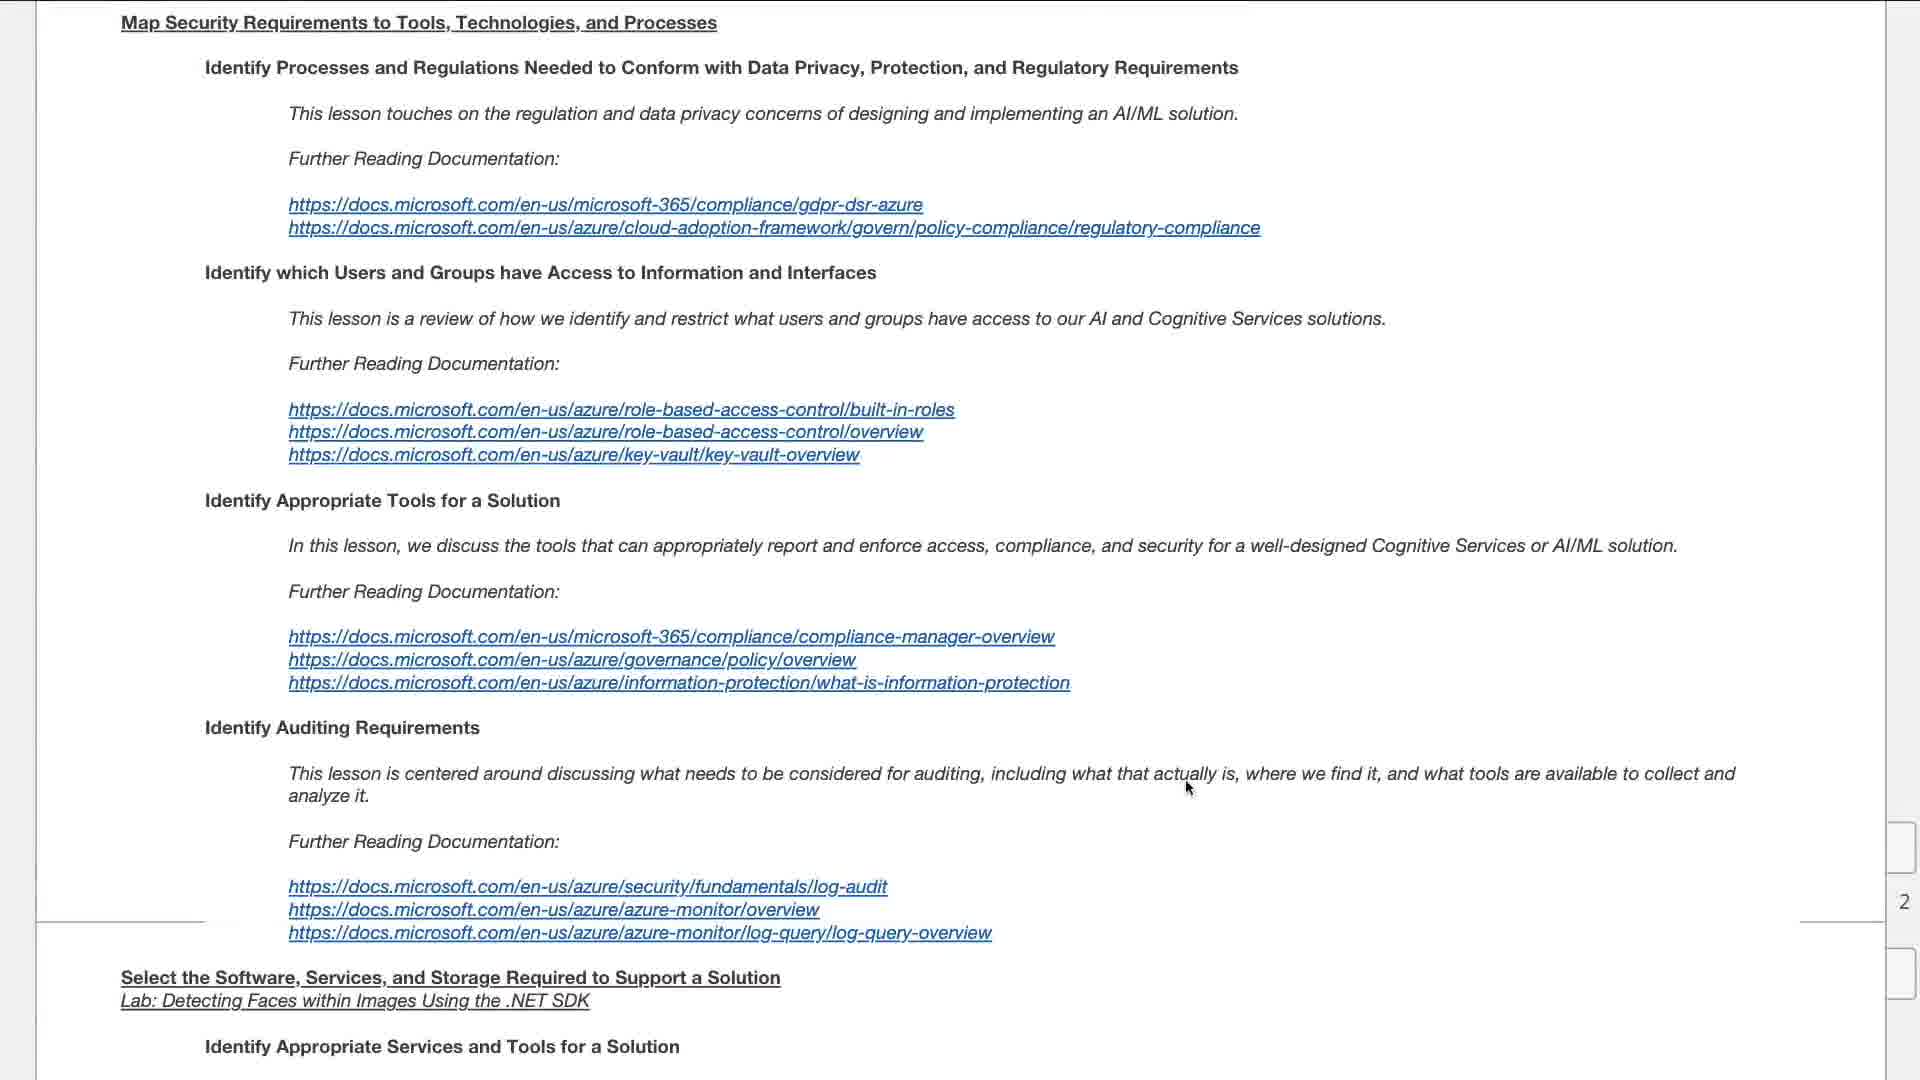 Map Security Requirements to Tools, Technologies, and Processes
Identify Processes and Regulations Needed to Conform with Data Privacy, Protection, and Regulatory Requirements
This lesson touches on the regulation and data privacy concerns of designing and implementing an AI/ML solution.
Further Reading Documentation:
https://docs.microsoft.com/en-us/microsoft-365/compliance/gdpr-dsr-azure
https://docs.microsoft.com/en-us/azure/cloud-adoption-framework/govern/policy-compliance/regulatory-compliance
Identify which Users and Groups have Access to Information and Interfaces
This lesson is a review of how we identify and restrict what users and groups have access to our AI and Cognitive Services solutions.
Further Reading Documentation:
https://docs.microsoft.com/en-us/azure/role-based-access-control/built-in-roles
https://docs.microsoft.com/en-us/azure/role-based-access-control/overview
https://docs.microsoft.com/en-us/azure/key-vault/key-vault-overview
Identify Appropriate Tools for a Solution
In this lesson, we discuss the tools that can appropriately report and enforce access, compliance, and security for a well-designed Cognitive Services or AI/ML solution.
Further Reading Documentation:
https://docs.microsoft.com/en-us/microsoft-365/compliance/compliance-manager-overview
https://docs.microsoft.com/en-us/azure/governance/policy/overview
https://docs.microsoft.com/en-us/azure/information-protection/what-is-information-protection
Identify Auditing Requirements
This lesson is centered around discussing what needs to be considered for auditing, including what that actually is, where we find it, and what tools are available to collect and
analyze it.
Further Reading Documentation:
https://docs.microsoft.com/en-us/azure/security/fundamentals/log-audit
https://docs.microsoft.com/en-us/azure/azure-monitor/overview
https://docs.microsoft.com/en-us/azure/azure-monitor/log-query/log-query-overview
2
Select the Software, Services, and Storage Required to Support a Solution
Lab: Detecting Faces within Images Using the .NET SDK
Identify Appropriate Services and Tools for a Solution